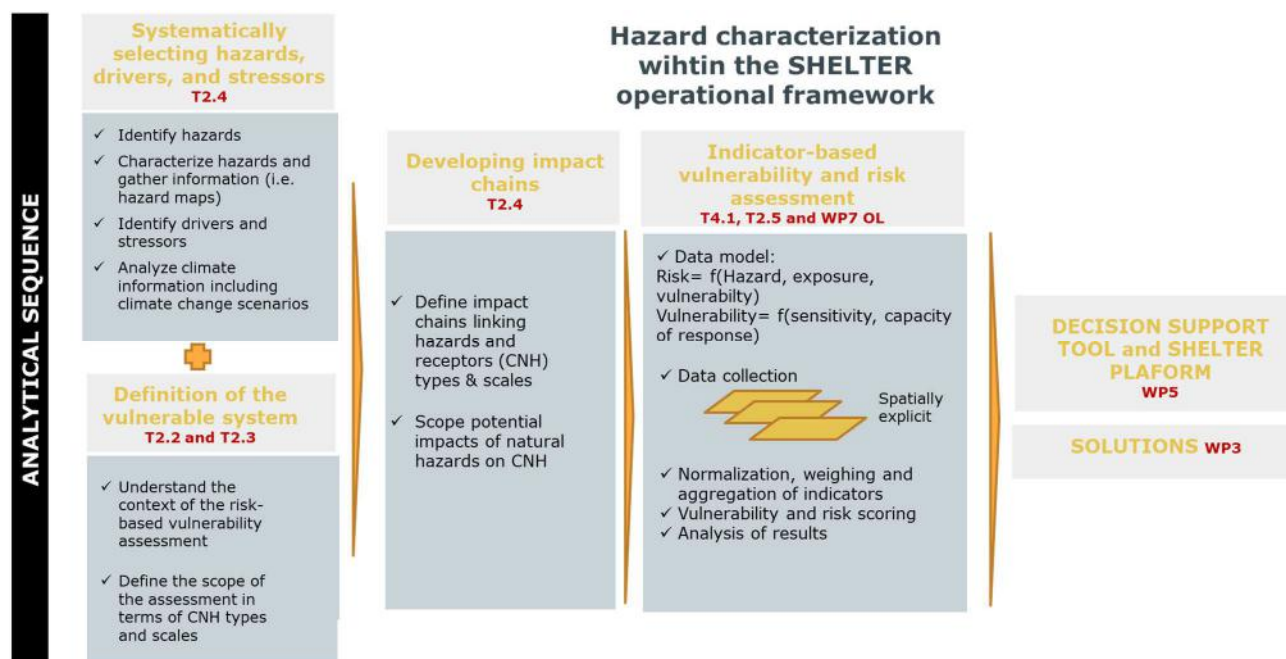 ANALYTICAL SEQUENCE
Systematically
selecting hazards,
drivers, and stressors
T2.4
✓ Identify hazards
✓ Characterize hazards and
gather information (i.e.
hazard maps)
✓ Identify drivers and
stressors
✓ Analyze climate
information including
climate change scenarios
Definition of the
vulnerable system
T2.2 and T2.3
✓ Understand the
context of the risk-
based vulnerability
assessment
✓ Define the scope of
the assessment in
terms of CNH types
and scales
Hazard characterization
wihtin the SHELTER
operational framework
Developing impact
chains
T2.4
✓ Define impact
chains linking
hazards and
receptors (CNH)
types & scales
✓ Scope potential
impacts of natural
hazards on CNH
Indicator-based
vulnerability and risk
assessment
T4.1, T2.5 and WP7 OL
✓ Data model:
Risk= f(Hazard, exposure,
vulnerabilty)
Vulnerability= f(sensitivity, capacity
of response)
✓ Data collection
Spatially
explicit
✓ Normalization, weighing and
aggregation of indicators
✓ Vulnerability and risk scoring
✓ Analysis of results
DECISION SUPPORT
TOOL and SHELTER
PLAFORM
WP5
SOLUTIONS WP3